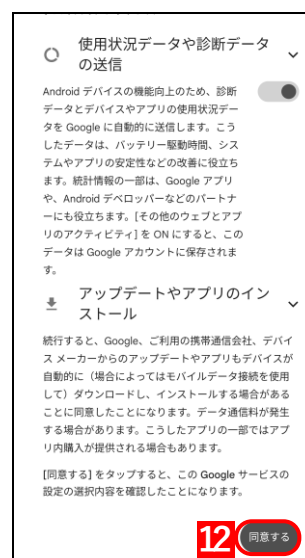 使用状況データや診断データ
の送信
Android デバイスの機能向上のため、診断
データとデバイスやアプリの使用状況デー
タを Google に自動的に送信します。こう
したデータは、バッテリー駆動時間、シス
テムやアプリの安定性などの改善に役立ち
ます。統計情報の一部は、Google アプリ
や、Android デベロッパーなどのパートナ
ーにも役立ちます。[その他のウェブとアプ
リのアクティビティ] を ON にすると、この
データは Google アカウントに保存されま
す。
アップデートやアプリのイン
ストール
続行すると、Google、ご利用の携帯通信会社、デバイ
ス メーカーからのアップデートやアプリもデバイスが
自動的に（場合によってはモバイルデータ接続を使用
して）ダウンロードし、インストールする場合がある
ことに同意したことになります。データ通信料が発生
する場合があります。こうしたアプリの一部ではアプ
リ内購入が提供される場合もあります。
[同意する] をタップすると、この Google サービスの
設定の選択内容を確認したことになります。
12 同意する